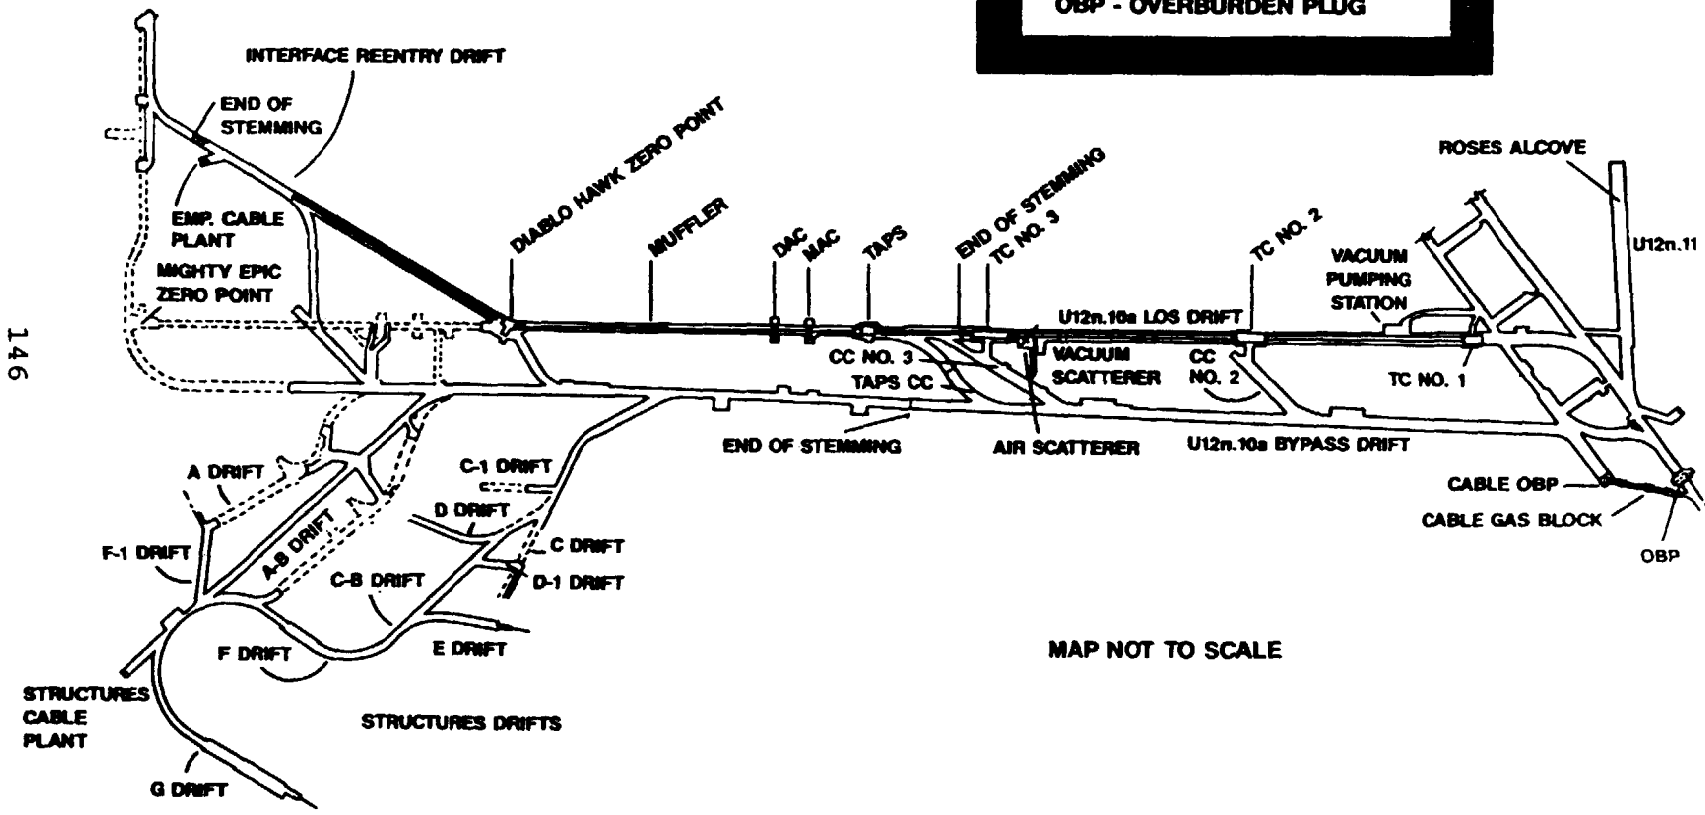 OBP - OVERBURDEN PLUG
INTERFACE REENTRY DRIFT
END OF
STEMMING
EMP. CABLE
PLANT
MIGHTY EPIC
ZERO POINT
DIABLO HAWK ZERO POINT
MUFFLER
DAC
MAC
TAPS
END OF STEMMING
TC NO. 3
TC NO. 2
ROSES ALCOVE
U12n.11
VACUUM
PUMPING
STATION
U12n.10a LOS DRIFT
CC NO. 3
TAPS CC
VACUUM
SCATTERER
CC
NO. 2
TC NO. 1
END OF STEMMING
AIR SCATTERER
U12n.10a BYPASS DRIFT
CABLE OBP
CABLE GAS BLOCK
OBP
A DRIFT
C-1 DRIFT
D DRIFT
C DRIFT
D-1 DRIFT
F-1 DRIFT
A-B DRIFT
C-B DRIFT
E DRIFT
F DRIFT
STRUCTURES
CABLE
PLANT
STRUCTURES DRIFTS
G DRIFT
MAP NOT TO SCALE
146